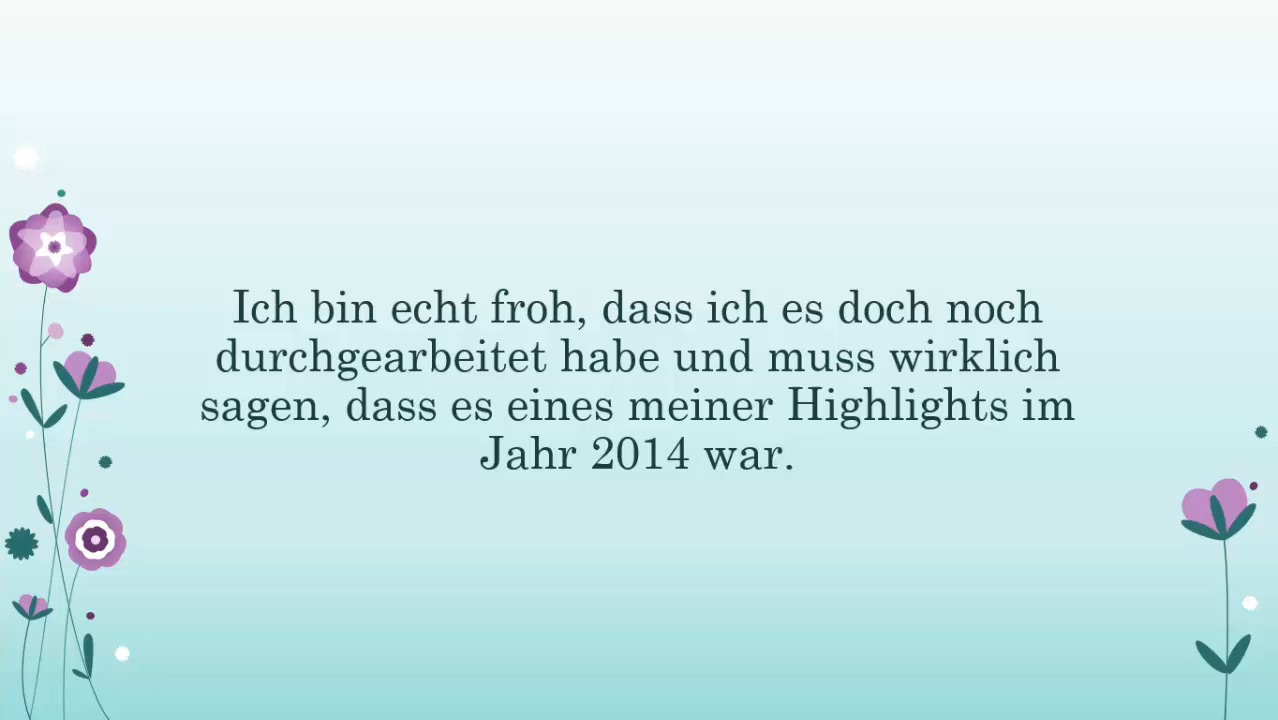 Ich bin echt froh, dass ich es doch noch
durchgearbeitet habe und muss wirklich
sagen, dass es eines meiner Highlights im
Jahr 2014 war.